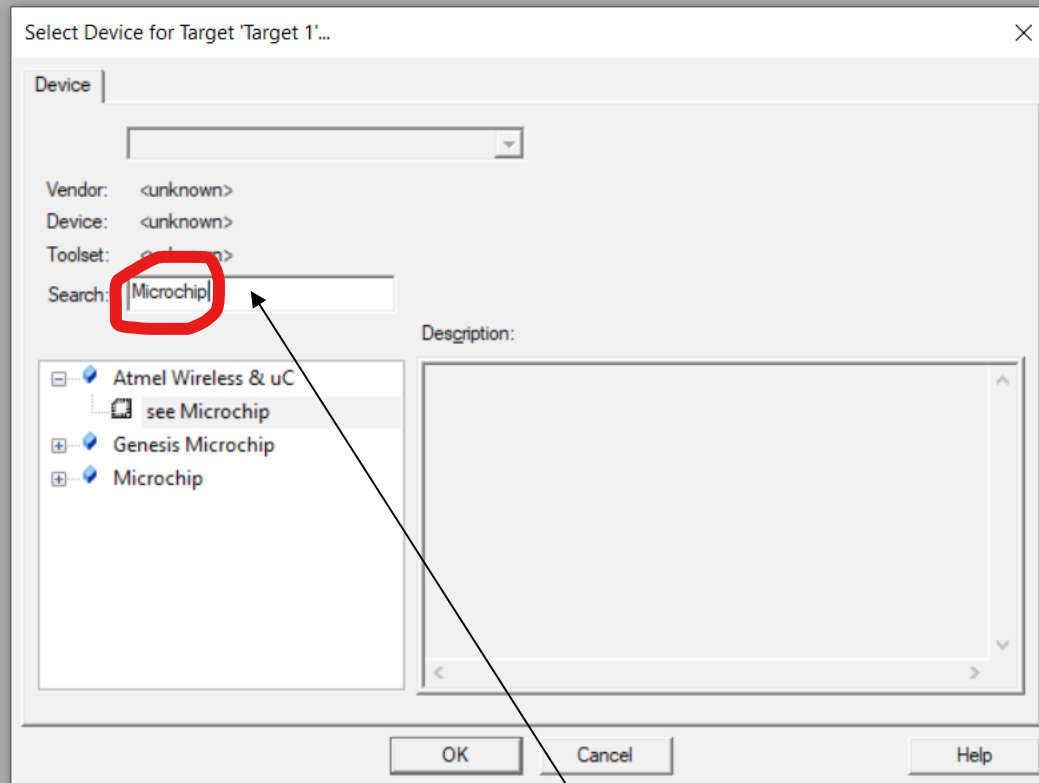 Select Device for Target 'Target 1'...
Device
Vendor: <unknown>
Device: <unknown>
Toolset: <unknown>
Search: Microchip
Description:
Atmel Wireless & uC
see Microchip
Genesis Microchip
Microchip
OK Cancel Help